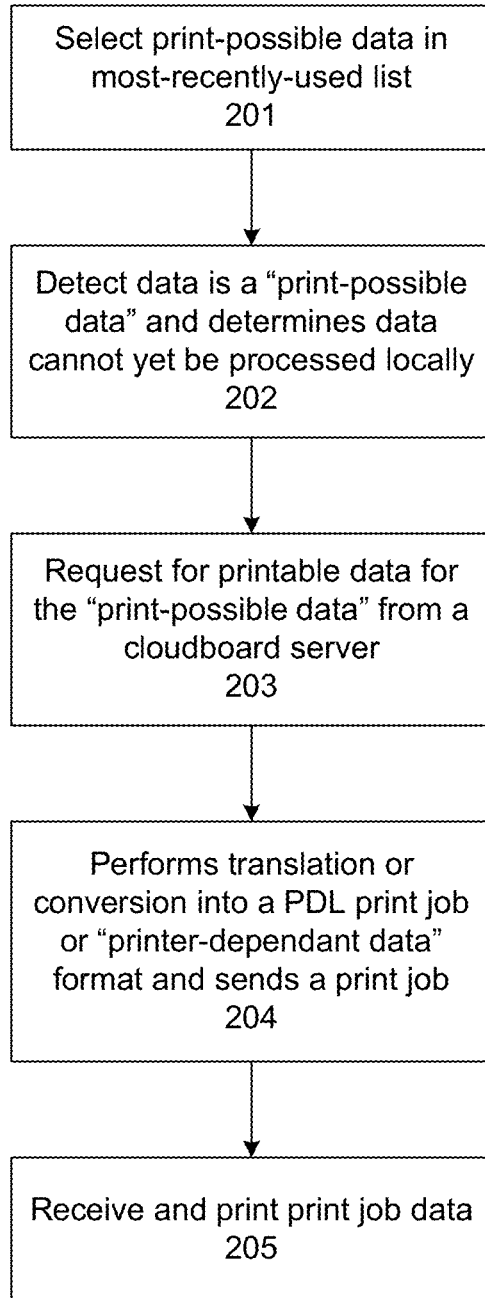 Select print-possible data in
most-recently-used list
201
Detect data is a “print-possible
data” and determines data
cannot yet be processed locally
202
Request for printable data for
the “print-possible data” from a
cloudboard server
203
Performs translation or
conversion into a PDL print job
or “printer-dependant data”
format and sends a print job
204
Receive and print print job data
205